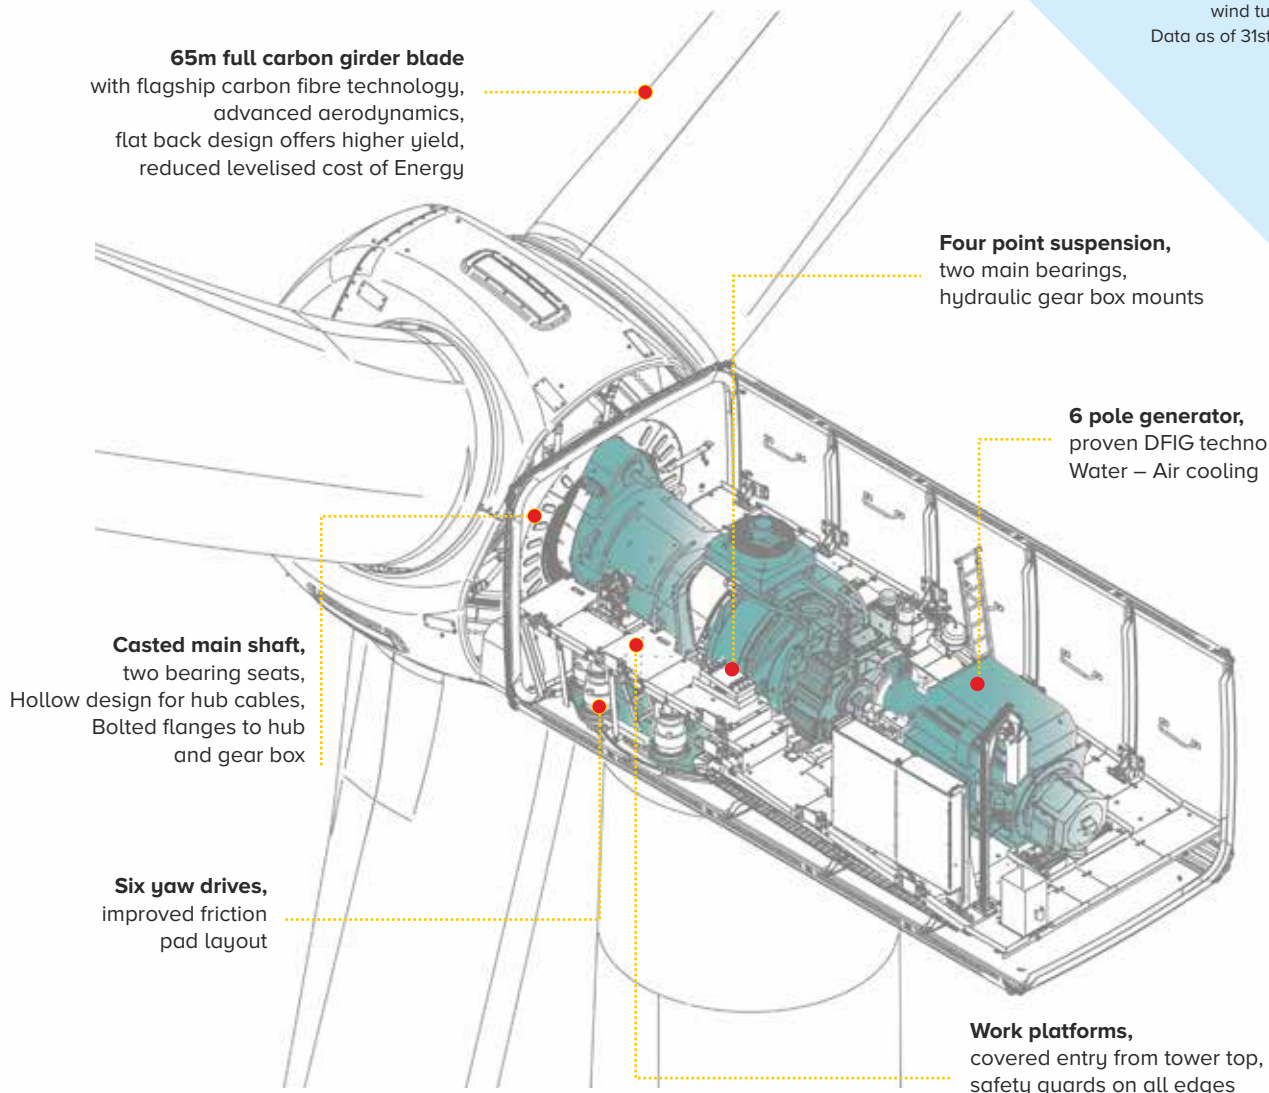 wind tu
Data as of 31st
65m full carbon girder blade
with flagship carbon fibre technology,
advanced aerodynamics,
flat back design offers higher yield,
reduced levelised cost of Energy
Four point suspension,
two main bearings,
hydraulic gear box mounts
6 pole generator,
proven DFIG techno
Water – Air cooling
Casted main shaft,
two bearing seats,
Hollow design for hub cables,
Bolted flanges to hub
and gear box
Six yaw drives,
improved friction
pad layout
Work platforms,
covered entry from tower top,
safety guards on all edges